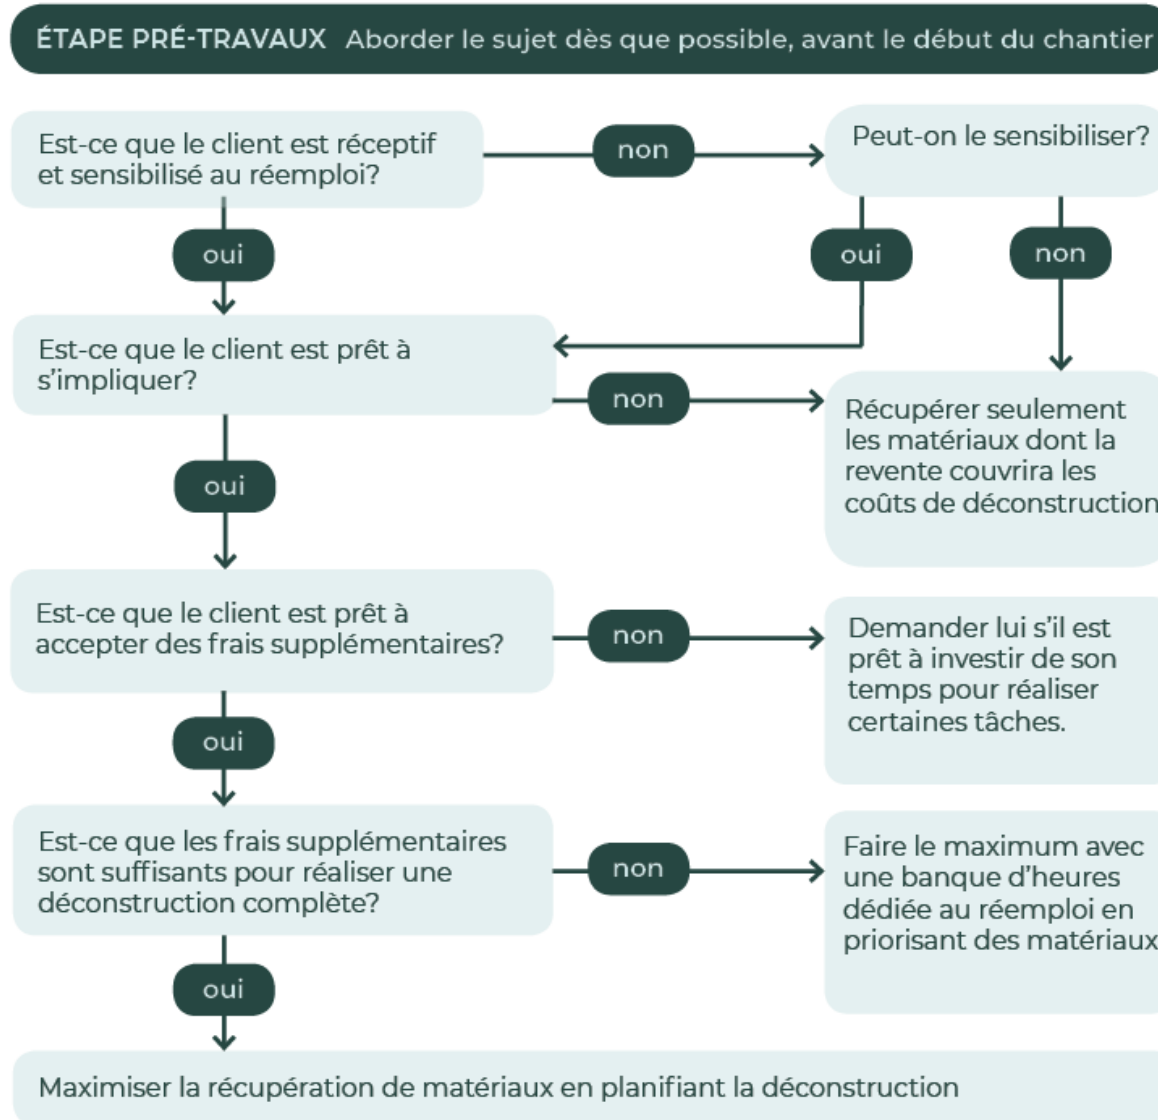 ÉTAPE PRÉ-TRAVAUX Aborder le sujet dès que possible, avant le début du chantier
Est-ce que le client est réceptif
et sensibilisé au réemploi?
non
Peut-on le sensibiliser?
oui
oui
non
Est-ce que le client est prêt à
s'impliquer?
non
Récupérer seulement
les matériaux dont la
revente couvrira les
coûts de déconstruction
oui
Est-ce que le client est prêt à
accepter des frais supplémentaires?
non
Demander lui s'il est
prêt à investir de son
temps pour réaliser
certaines tâches.
oui
Est-ce que les frais supplémentaires
sont suffisants pour réaliser une
déconstruction complète?
non
Faire le maximum avec
une banque d'heures
dédiée au réemploi en
priorisant des matériaux
oui
Maximiser la récupération de matériaux en planifiant la déconstruction